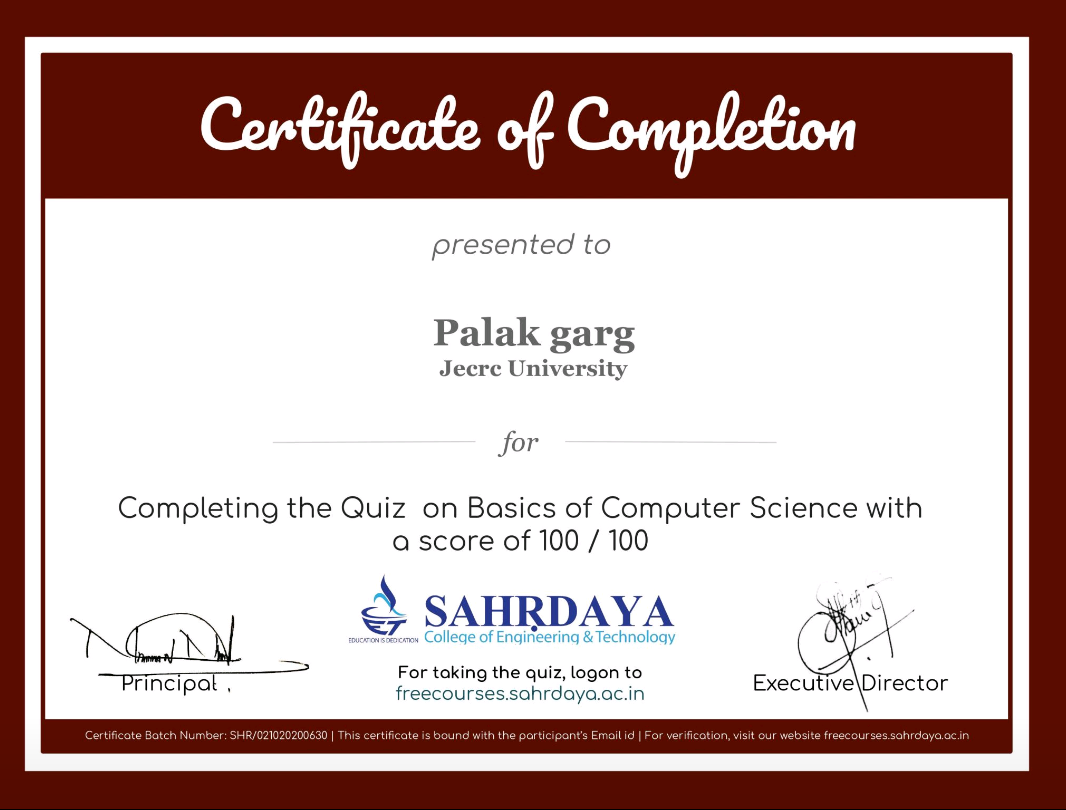 Certificate of Completion
presented to
Palak garg
Jecrc University
for
Completing the Quiz on Basics of Computer Science with
a score of 100 / 100
SAHRDAYA
EDUCATION IS DEDICATION
College of Engineering & Technology
For taking the quiz, logon to
freecourses.sahrdaya.ac.in
Principal
Executive Director
Certificate Batch Number: SHR/021020200630 | This certificate is bound with the participant's Email id | For verification, visit our website freecourses.sahrdaya.ac.in